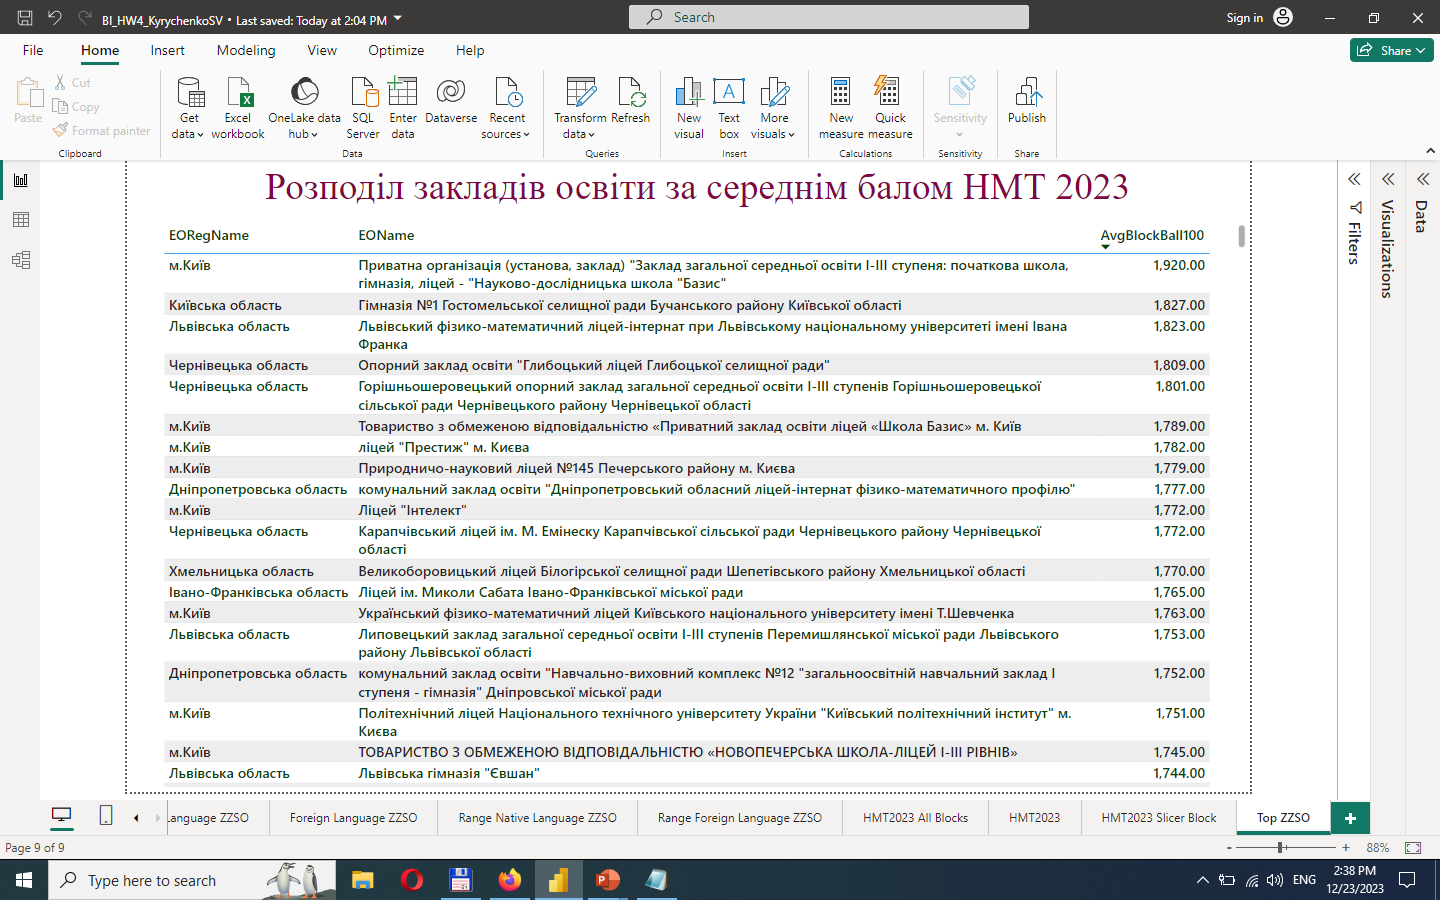 BI_HW4_KyrychenkoSV • Last saved: Today at 2:04 PM
Search
Sign in
File Home Insert Modeling View Optimize Help
Share
Paste
Cut
Copy
Format painter
Clipboard
Get data
Excel workbook
OneLake data hub
SQL Server
Enter data
Dataverse
Recent sources
Data
Transform data
Refresh
Queries
New visual
Text box
More visuals
Insert
New measure
Quick measure
Calculations
Sensitivity
Sensitivity
Publish
Share
Розподіл закладів освіти за середнім балом НМТ 2023
EORegName EOName AvgBlockBall100
м.Київ Приватна організація (установа, заклад) "Заклад загальної середньої освіти І-ІІІ ступеня: початкова школа, 1,920.00
гімназія, ліцей - "Науково-дослідницька школа "Базис"
Київська область Гімназія №1 Гостомельської селищної ради Бучанського району Київської області 1,827.00
Львівська область Львівський фізико-математичний ліцей-інтернат при Львівському національному університеті імені Івана 1,823.00
Франка
Чернівецька область Опорний заклад освіти "Глибоцький ліцей Глибоцької селищної ради" 1,809.00
Чернівецька область Горішньошеровецький опорний заклад загальної середньої освіти І-ІІІ ступенів Горішньошеровецької 1,801.00
сільської ради Чернівецького району Чернівецької області
м.Київ Товариство з обмеженою відповідальністю «Приватний заклад освіти ліцей «Школа Базис» м. Київ 1,789.00
м.Київ ліцей "Престиж" м. Києва 1,782.00
м.Київ Природничо-науковий ліцей №145 Печерського району м. Києва 1,779.00
Дніпропетровська область комунальний заклад освіти "Дніпропетровський обласний ліцей-інтернат фізико-математичного профілю" 1,777.00
м.Київ Ліцей "Інтелект" 1,772.00
Чернівецька область Карапчівський ліцей ім. М. Емінеску Карапчівської сільської ради Чернівецького району Чернівецької 1,772.00
області
Хмельницька область Великоборовицький ліцей Білогірської селищної ради Шепетівського району Хмельницької області 1,770.00
Івано-Франківська область Ліцей ім. Миколи Сабата Івано-Франківської міської ради 1,765.00
м.Київ Український фізико-математичний ліцей Київського національного університету імені Т.Шевченка 1,763.00
Львівська область Липовецький заклад загальної середньої освіти І-ІІІ ступенів Перемишлянської міської ради Львівського 1,753.00
району Львівської області
Дніпропетровська область комунальний заклад освіти "Навчально-виховний комплекс №12 "загальноосвітній навчальний заклад І 1,752.00
ступеня - гімназія" Дніпровської міської ради
м.Київ Політехнічний ліцей Національного технічного університету України "Київський політехнічний інститут" м. 1,751.00
Києва
м.Київ ТОВАРИСТВО З ОБМЕЖЕНОЮ ВІДПОВІДАЛЬНІСТЮ «НОВОПЕЧЕРСЬКА ШКОЛА-ЛІЦЕЙ І-ІІІ РІВНІВ» 1,745.00
Львівська область Львівська гімназія "Євшан" 1,744.00
Filters
Visualizations
Data
Language ZZSO Foreign Language ZZSO Range Native Language ZZSO Range Foreign Language ZZSO HMT2023 All Blocks HMT2023 HMT2023 Slicer Block Top ZZSO
Page 9 of 9
- + 88%
Type here to search
ENG
2:38 PM
12/23/2023